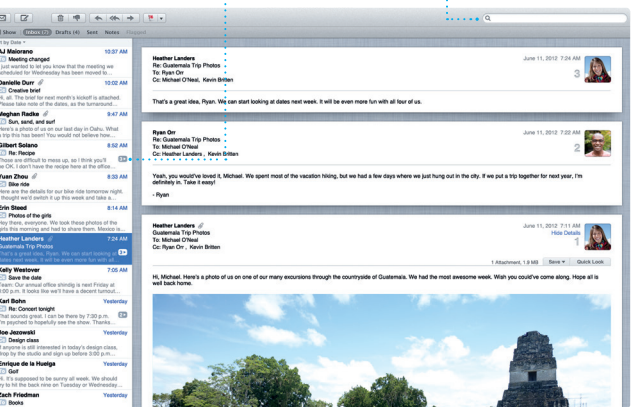 Show Inbox (2) Drafts (4) Sent Notes Flagged
by Date
AJ Maiorano 10:37 AM
Meeting changed
I just wanted to let you know that the meeting we
scheduled for Wednesday has been moved to...
Danielle Durr 10:02 AM
Creative brief
Hi, all. The brief for next month's kickoff is attached.
Please take note of the dates, as the turnaround...
Meghan Radke 9:47 AM
Sun, sand, and surf
Here's a photo of us on our last day in Oahu. What
a trip this has been! You would not believe how...
Gilbert Solano 8:52 AM
Re: Recipe
Those are difficult to mess up, so I think you'll
be OK. I don't have the recipe here at the office...
Yuan Zhou 8:33 AM
Bike ride
Here are the details for our bike ride tomorrow night.
I thought we'd switch it up this week and take a...
Erin Steed 8:14 AM
Photos of the girls
Hey there, everyone. We took these photos of the
girls this morning and had to share them. Mexico is...
Heather Landers 7:24 AM
Guatemala Trip Photos
That's a great idea, Ryan. We can start looking at
dates next week. It will be even more fun with all...
Kelly Westover 7:05 AM
Save the date
Team: Our annual office shindig is next Friday at
6:00 p.m. It looks like we'll have a decent turnout...
Karl Bohn Yesterday
Re: Concert tonight
That sounds great. I can be there by 7:00 p.m.
I'm psyched to hopefully see the show. Thanks...
Joe Jezowski Yesterday
Design class
If anyone is still interested in today's design class,
drop by the studio and sign up before 3:00 p.m...
Enrique de la Huelga Yesterday
Golf
Hi. It's supposed to be sunny all week. We should
try to hit the back nine on Tuesday or Wednesday...
Zach Friedman Yesterday
Books
Heather Landers June 11, 2012 7:24 AM
Re: Guatemala Trip Photos
To: Ryan Orr
Cc: Michael O'Neal, Kevin Britten
3
That's a great idea, Ryan. We can start looking at dates next week. It will be even more fun with all four of us.
Ryan Orr June 11, 2012 7:22 AM
Re: Guatemala Trip Photos
To: Michael O'Neal
Cc: Heather Landers, Kevin Britten
2
Yeah, you would've loved it, Michael. We spent most of the vacation hiking, but we had a few days where we just hung out in the city. If we put a trip together for next year, I'm
definitely in. Take it easy!
- Ryan
Heather Landers June 11, 2012 7:11 AM
Guatemala Trip Photos Hide Details
To: Michael O'Neal
Cc: Ryan Orr, Kevin Britten
1
1 Attachment, 1.9 MB Save Quick Look
Hi, Michael. Here's a photo of us on one of our many excursions through the countryside of Guatemala. We had the most awesome week. Wish you could've come along. Hope all is
well back home.